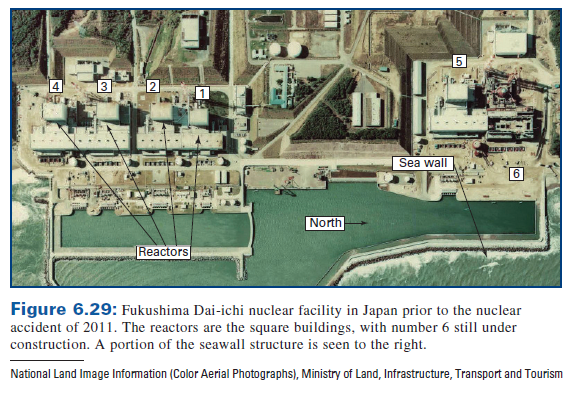 4
3
2
1
5
Sea wall
6
North
Reactors
Figure 6.29: Fukushima Dai-ichi nuclear facility in Japan prior to the nuclear
accident of 2011. The reactors are the square buildings, with number 6 still under
construction. A portion of the seawall structure is seen to the right.
National Land Image Information (Color Aerial Photographs), Ministry of Land, Infrastructure, Transport and Tourism